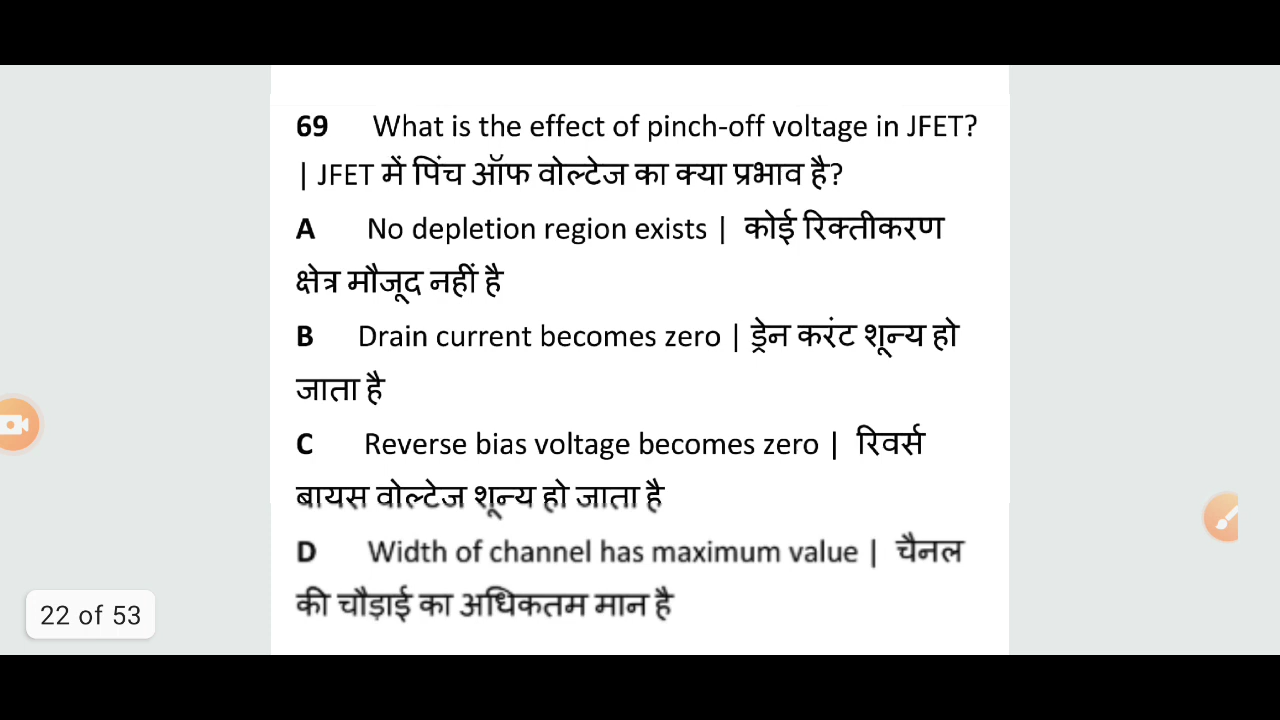 69 What is the effect of pinch-off voltage in JFET?
| JFET में पिंच ऑफ वोल्टेज का क्या प्रभाव है?
A No depletion region exists | कोई रिक्तीकरण
क्षेत्र मौजूद नहीं है
B Drain current becomes zero | ड्रेन करंट शून्य हो
जाता है
C Reverse bias voltage becomes zero | रिवर्स
बायस वोल्टेज शून्य हो जाता है
D Width of channel has maximum value | चैनल
की चौड़ाई का अधिकतम मान है
22 of 53